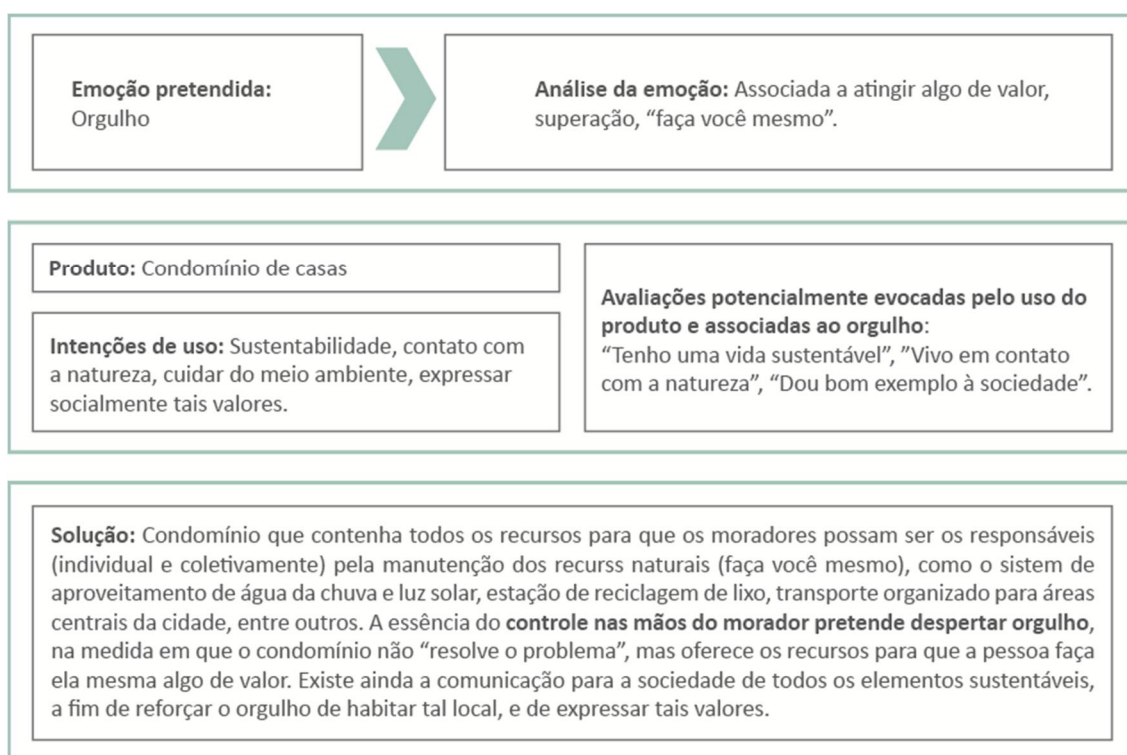 Emoção pretendida:
Orgulho
Análise da emoção: Associada a atingir algo de valor,
superação, “faça você mesmo”.
Produto: Condomínio de casas
Intenções de uso: Sustentabilidade, contato com
a natureza, cuidar do meio ambiente, expressar
socialmente tais valores.
Avaliações potencialmente evocadas pelo uso do
produto e associadas ao orgulho:
“Tenho uma vida sustentável”, ”Vivo em contato
com a natureza”, “Dou bom exemplo à sociedade”.
Solução: Condomínio que contenha todos os recursos para que os moradores possam ser os responsáveis
(individual e coletivamente) pela manutenção dos recurss naturais (faça você mesmo), como o sistem de
aproveitamento de água da chuva e luz solar, estação de reciclagem de lixo, transporte organizado para áreas
centrais da cidade, entre outros. A essência do controle nas mãos do morador pretende despertar orgulho,
na medida em que o condomínio não “resolve o problema”, mas oferece os recursos para que a pessoa faça
ela mesma algo de valor. Existe ainda a comunicação para a sociedade de todos os elementos sustentáveis,
a fim de reforçar o orgulho de habitar tal local, e de expressar tais valores.